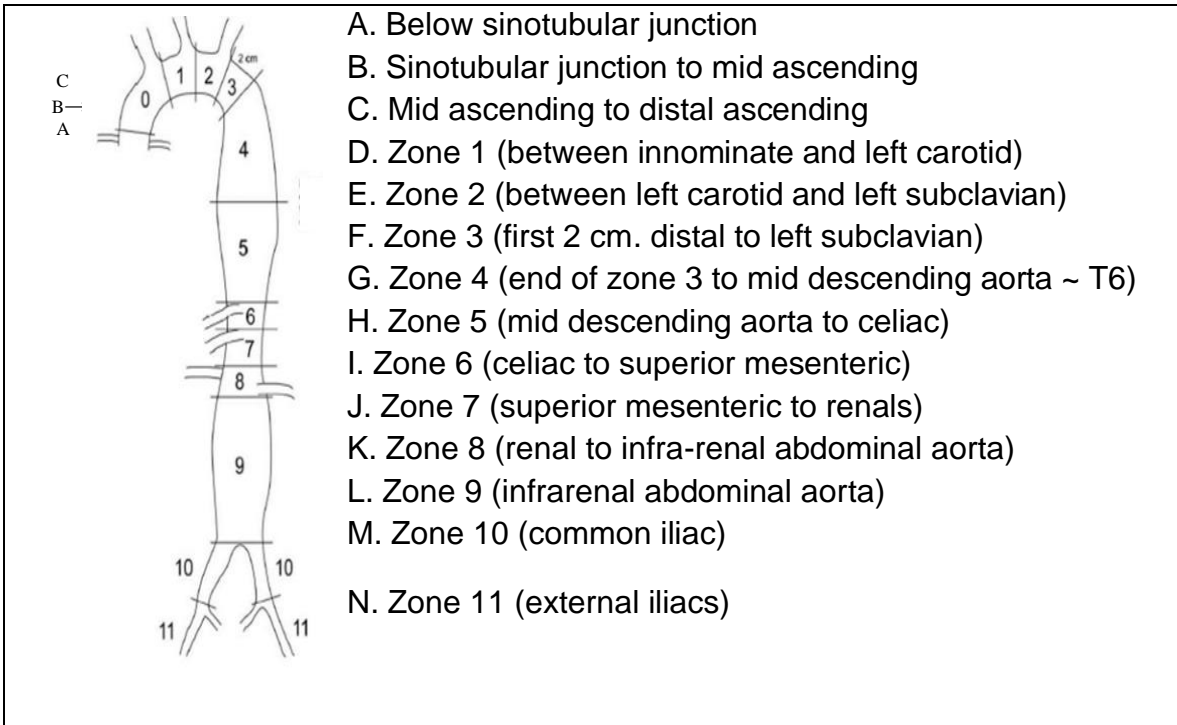 A. Below sinotubular junction
B. Sinotubular junction to mid ascending
C. Mid ascending to distal ascending
D. Zone 1 (between innominate and left carotid)
E. Zone 2 (between left carotid and left subclavian)
F. Zone 3 (first 2 cm. distal to left subclavian)
G. Zone 4 (end of zone 3 to mid descending aorta ~ T6)
H. Zone 5 (mid descending aorta to celiac)
I. Zone 6 (celiac to superior mesenteric)
J. Zone 7 (superior mesenteric to renals)
K. Zone 8 (renal to infra-renal abdominal aorta)
L. Zone 9 (infrarenal abdominal aorta)
M. Zone 10 (common iliac)
N. Zone 11 (external iliacs)
C
B—
A
2 cm
0
1
2
3
4
5
6
7
8
9
10
10
11
11